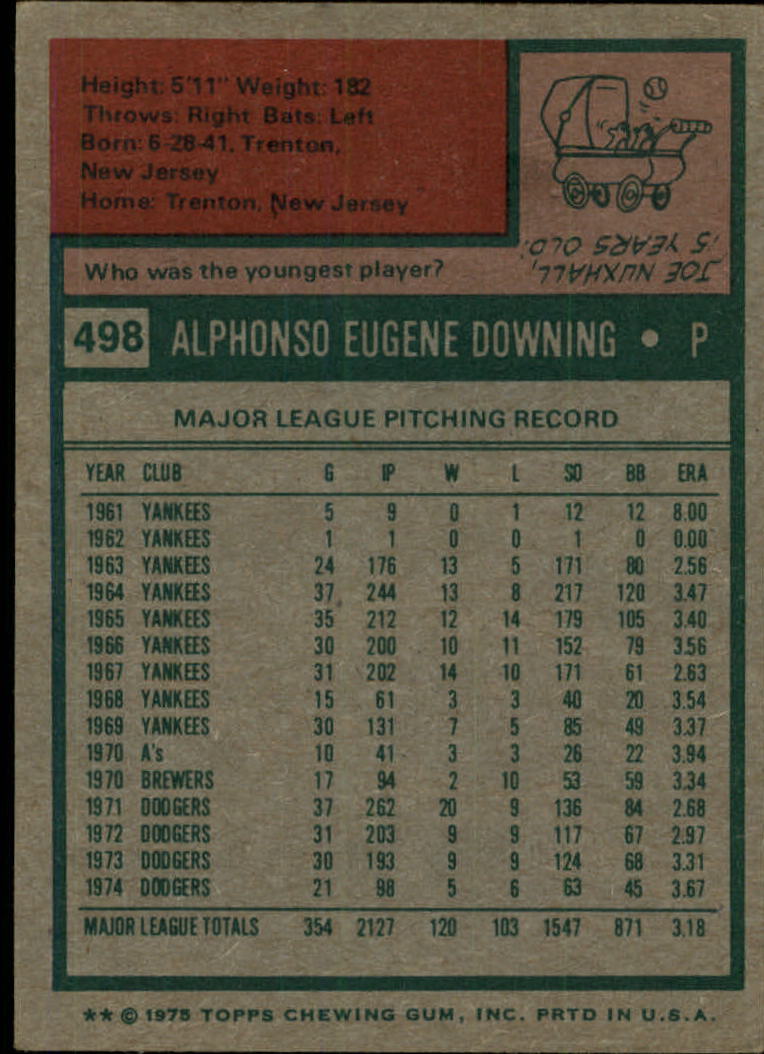 Height: 5'11" Weight: 182
Throws: Right Bats: Left
Born: 6-28-41, Trenton,
New Jersey
Home: Trenton, New Jersey
Who was the youngest player?
JOE NUXHALL,
15 YEARS OLD.
498 ALPHONSO EUGENE DOWNING • P
MAJOR LEAGUE PITCHING RECORD
YEAR CLUB G IP W L SO BB ERA
1961 YANKEES 5 9 0 1 12 12 8.00
1962 YANKEES 1 1 0 0 1 0 0.00
1963 YANKEES 24 176 13 5 171 80 2.56
1964 YANKEES 37 244 13 8 217 120 3.47
1965 YANKEES 35 212 12 14 179 105 3.40
1966 YANKEES 30 200 10 11 152 79 3.56
1967 YANKEES 31 202 14 10 171 61 2.63
1968 YANKEES 15 61 3 3 40 20 3.54
1969 YANKEES 30 131 7 5 85 49 3.37
1970 A's 10 41 3 3 26 22 3.94
1970 BREWERS 17 94 2 10 53 59 3.34
1971 DODGERS 37 262 20 9 136 84 2.68
1972 DODGERS 31 203 9 9 117 67 2.97
1973 DODGERS 30 193 9 9 124 68 3.31
1974 DODGERS 21 98 5 6 63 45 3.67
MAJOR LEAGUE TOTALS 354 2127 120 103 1547 871 3.18
** © 1975 TOPPS CHEWING GUM, INC. PRTD IN U.S.A.